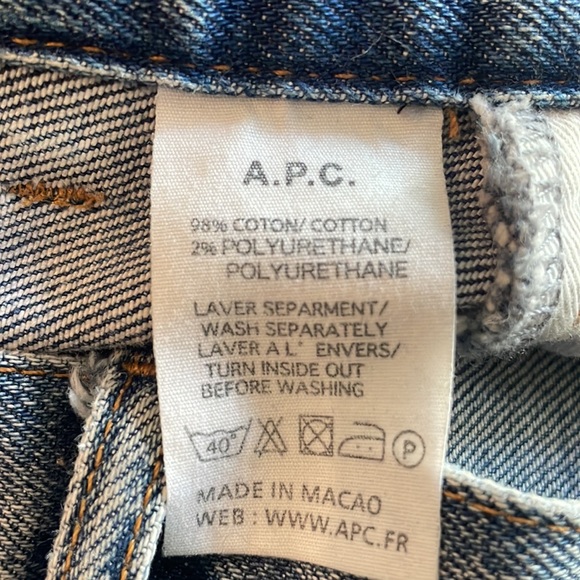 A.P.C.
98% COTON/ COTTON
2% POLYURETHANE/
POLYURETHANE
LAVER SEPARMENT/
WASH SEPARATELY
LAVER A L' ENVERS/
TURN INSIDE OUT
BEFORE WASHING
40° P
MADE IN MACAO
WEB : WWW.APC.FR